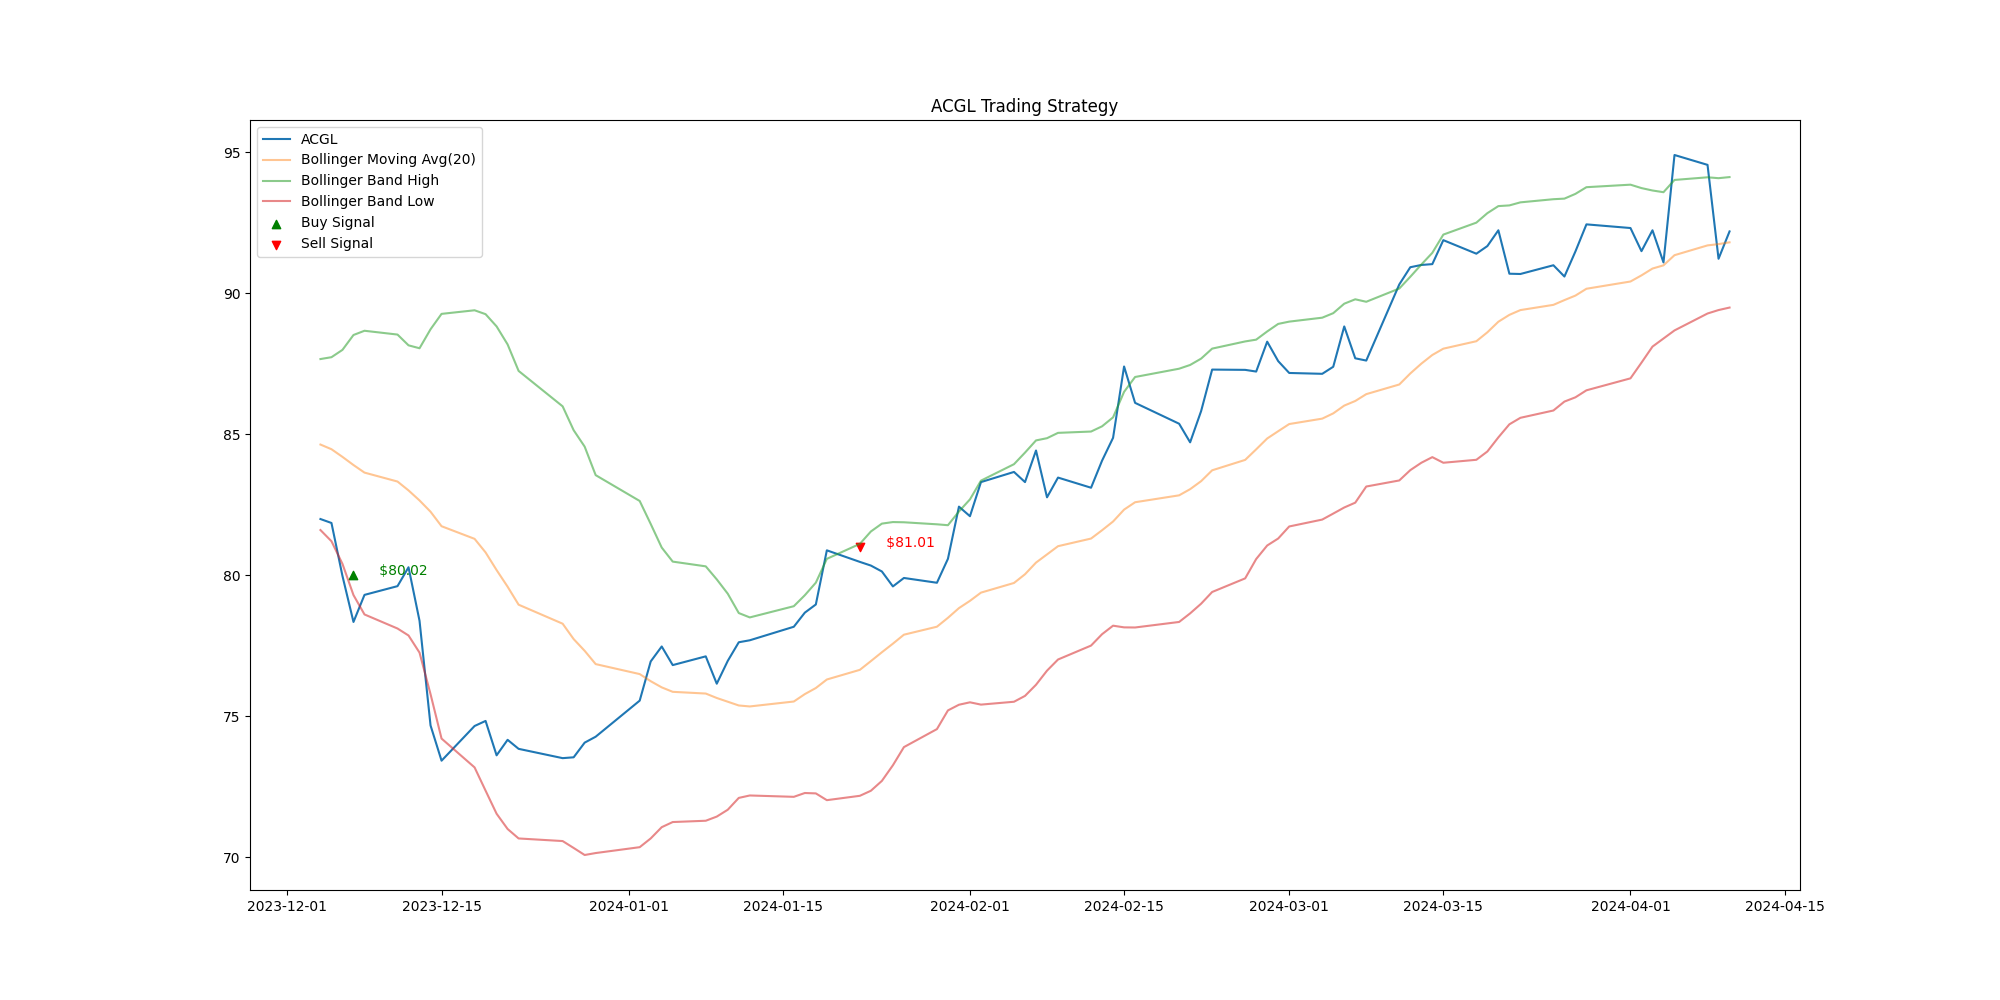 ACGL Trading Strategy
ACGL
Bollinger Moving Avg(20)
Bollinger Band High
Bollinger Band Low
Buy Signal
Sell Signal
95
90
85
80
75
70
$81.01
$80.02
2023-12-01
2023-12-15
2024-01-01
2024-01-15
2024-02-01
2024-02-15
2024-03-01
2024-03-15
2024-04-01
2024-04-15